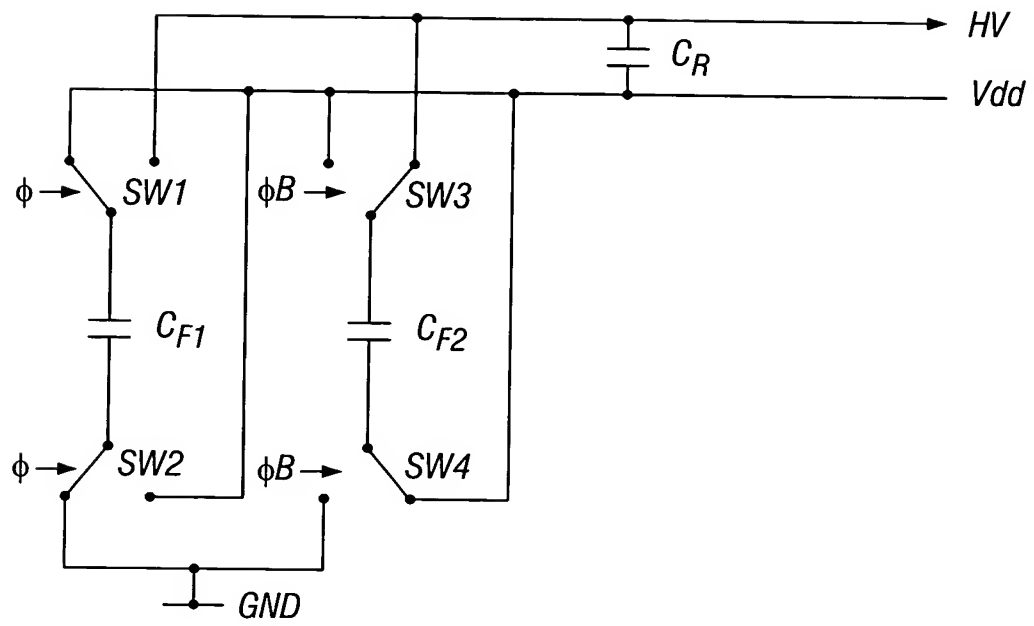 HV
C_R
Vdd
ϕ SW1 ϕB SW3
C_F1 C_F2
ϕ SW2 ϕB SW4
GND